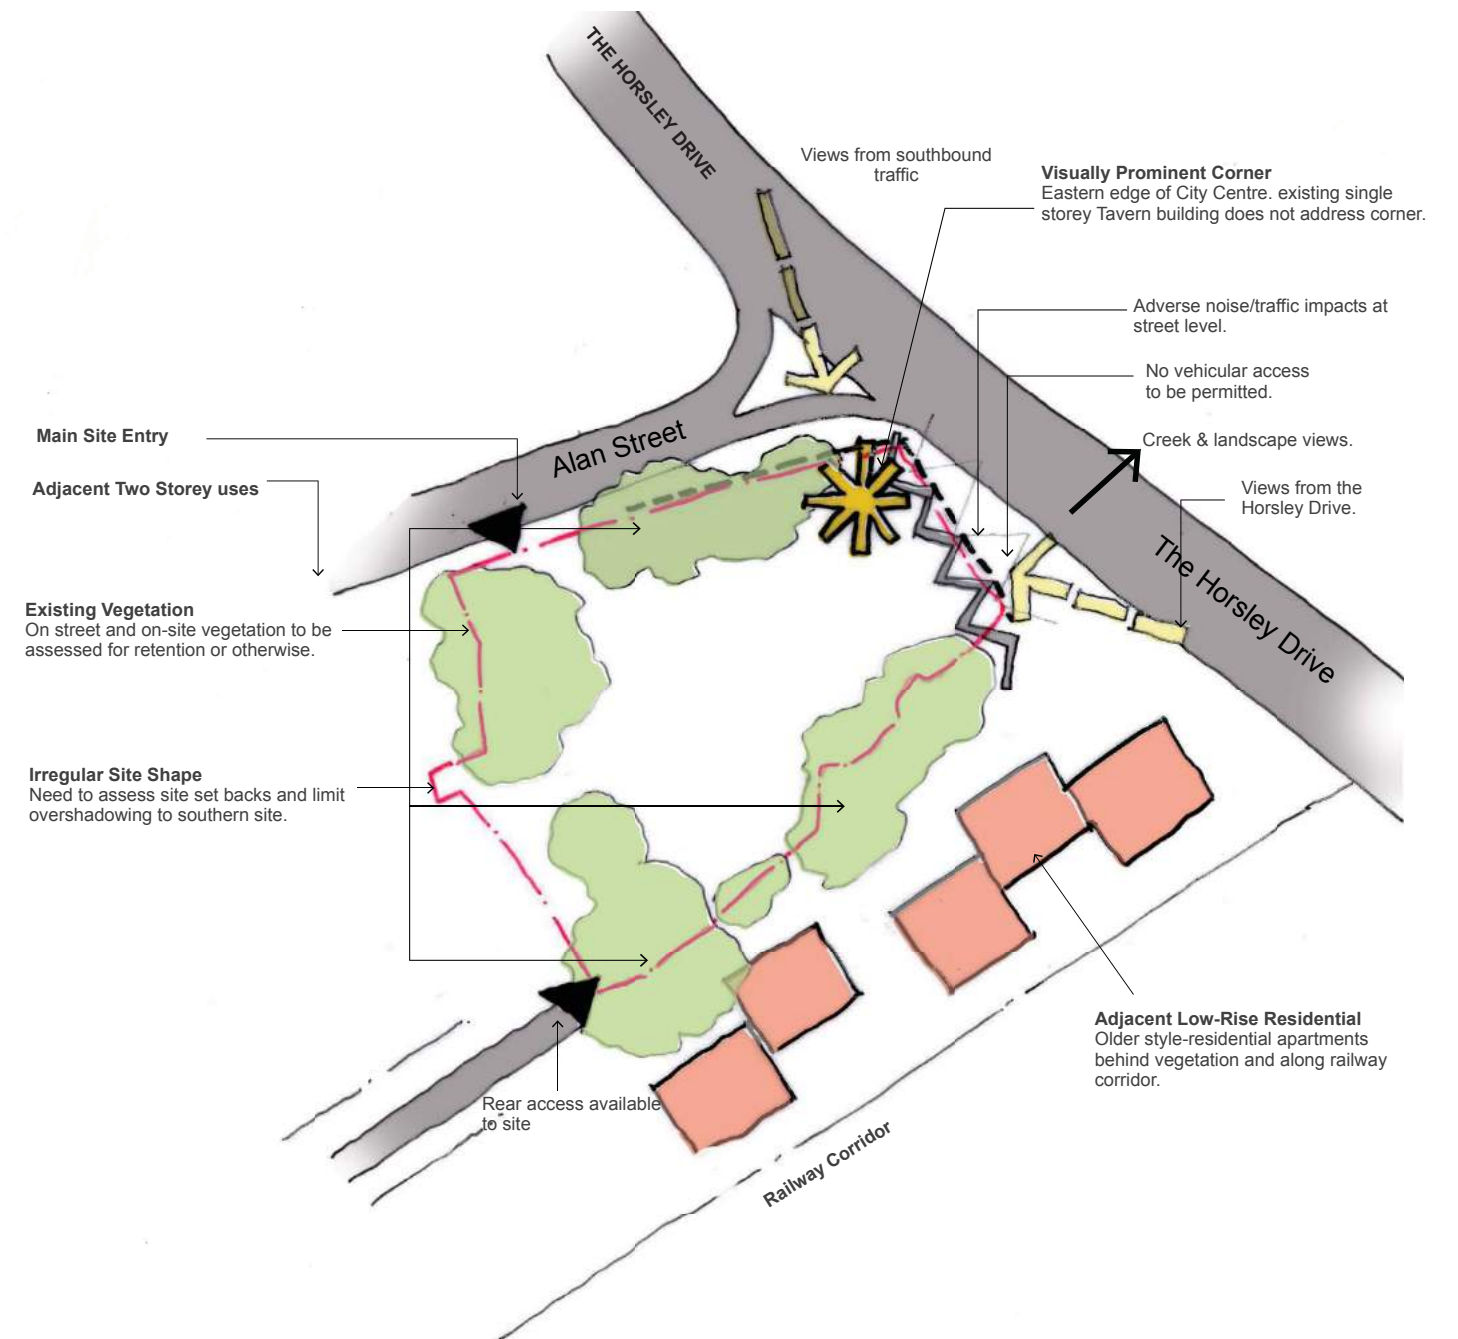 THE HORSLEY DRIVE
Views from southbound
traffic
Visually Prominent Corner
Eastern edge of City Centre. existing single
storey Tavern building does not address corner.
Adverse noise/traffic impacts at
street level.
No vehicular access
to be permitted.
Creek & landscape views.
Main Site Entry
Alan Street
Adjacent Two Storey uses
Views from the
Horsley Drive.
The Horsley Drive
Existing Vegetation
On street and on-site vegetation to be
assessed for retention or otherwise.
Irregular Site Shape
Need to assess site set backs and limit
overshadowing to southern site.
Adjacent Low-Rise Residential
Older style-residential apartments
behind vegetation and along railway
corridor.
Rear access available
to site
Railway Corridor